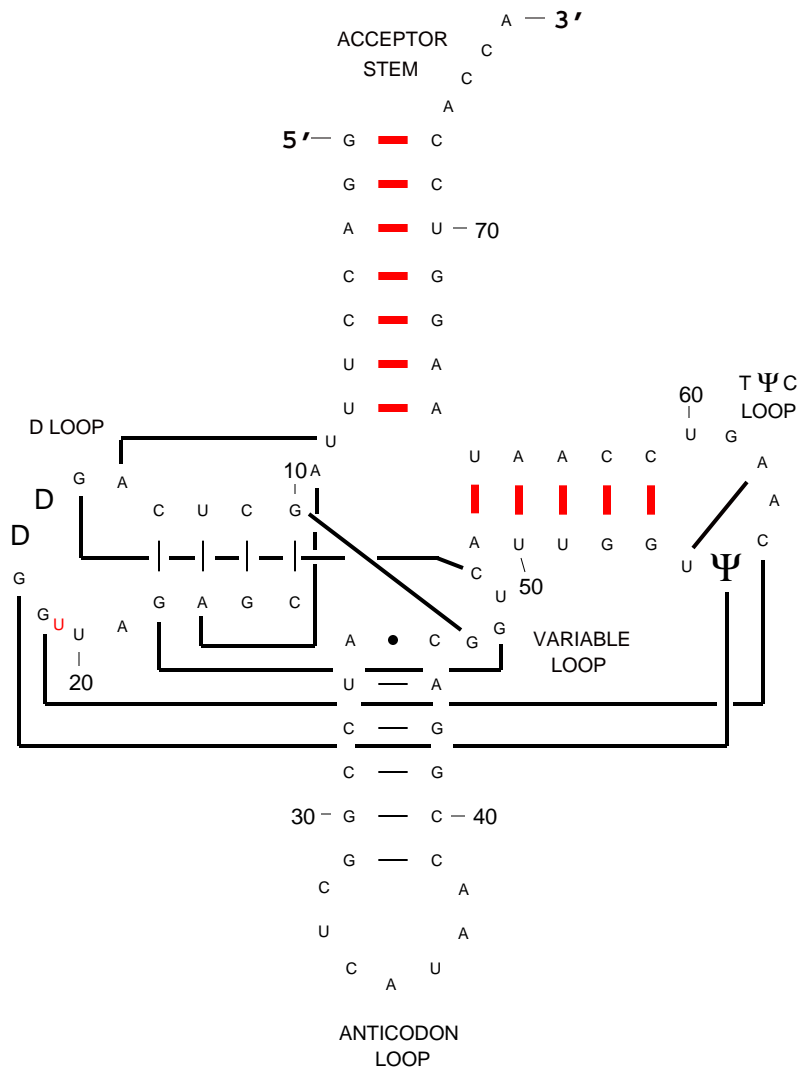 A — 3′
ACCEPTOR
STEM
C
C
A
5′ — G C
G C
A U — 70
C G
C G
U A
U A
60
T Ψ C
LOOP
D LOOP
U
U
G
U A A C C
A
10
A
G
A
D
C U C G
A
D
A U U G G
C
U
Ψ
G
C
50
U
G
U
U
A
G A G C
G
G
A • C
VARIABLE
LOOP
20
U A
C G
C G
30 — G C — 40
G C
C A
U A
C U
A
ANTICODON
LOOP